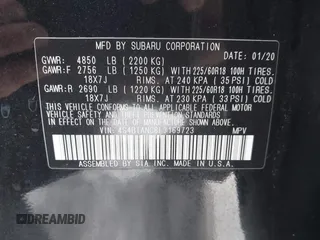 MFD. BY SUBARU CORPORATION 01/20
GVWR: 4850 LB (2200 KG)
GAWR:F 2756 LB (1250 KG) WITH 225/60R18 100H TIRES.
18X7J RIMS. AT 240 KPA (35 PSI) COLD
GAWR:R 2690 LB (1220 KG) WITH 225/60R18 100H TIRES.
18X7J RIMS. AT 230 KPA (33 PSI) COLD
THIS VEHICLE CONFORMS TO ALL APPLICABLE
FEDERAL MOTOR VEHICLE SAFETY, BUMPER, AND
THEFT PREVENTION STANDARDS IN EFFECT ON THE
DATE OF MANUFACTURE SHOWN ABOVE.
VIN: MPV
ASSEMBLED BY SIA IN U.S.A.
DREAMBID